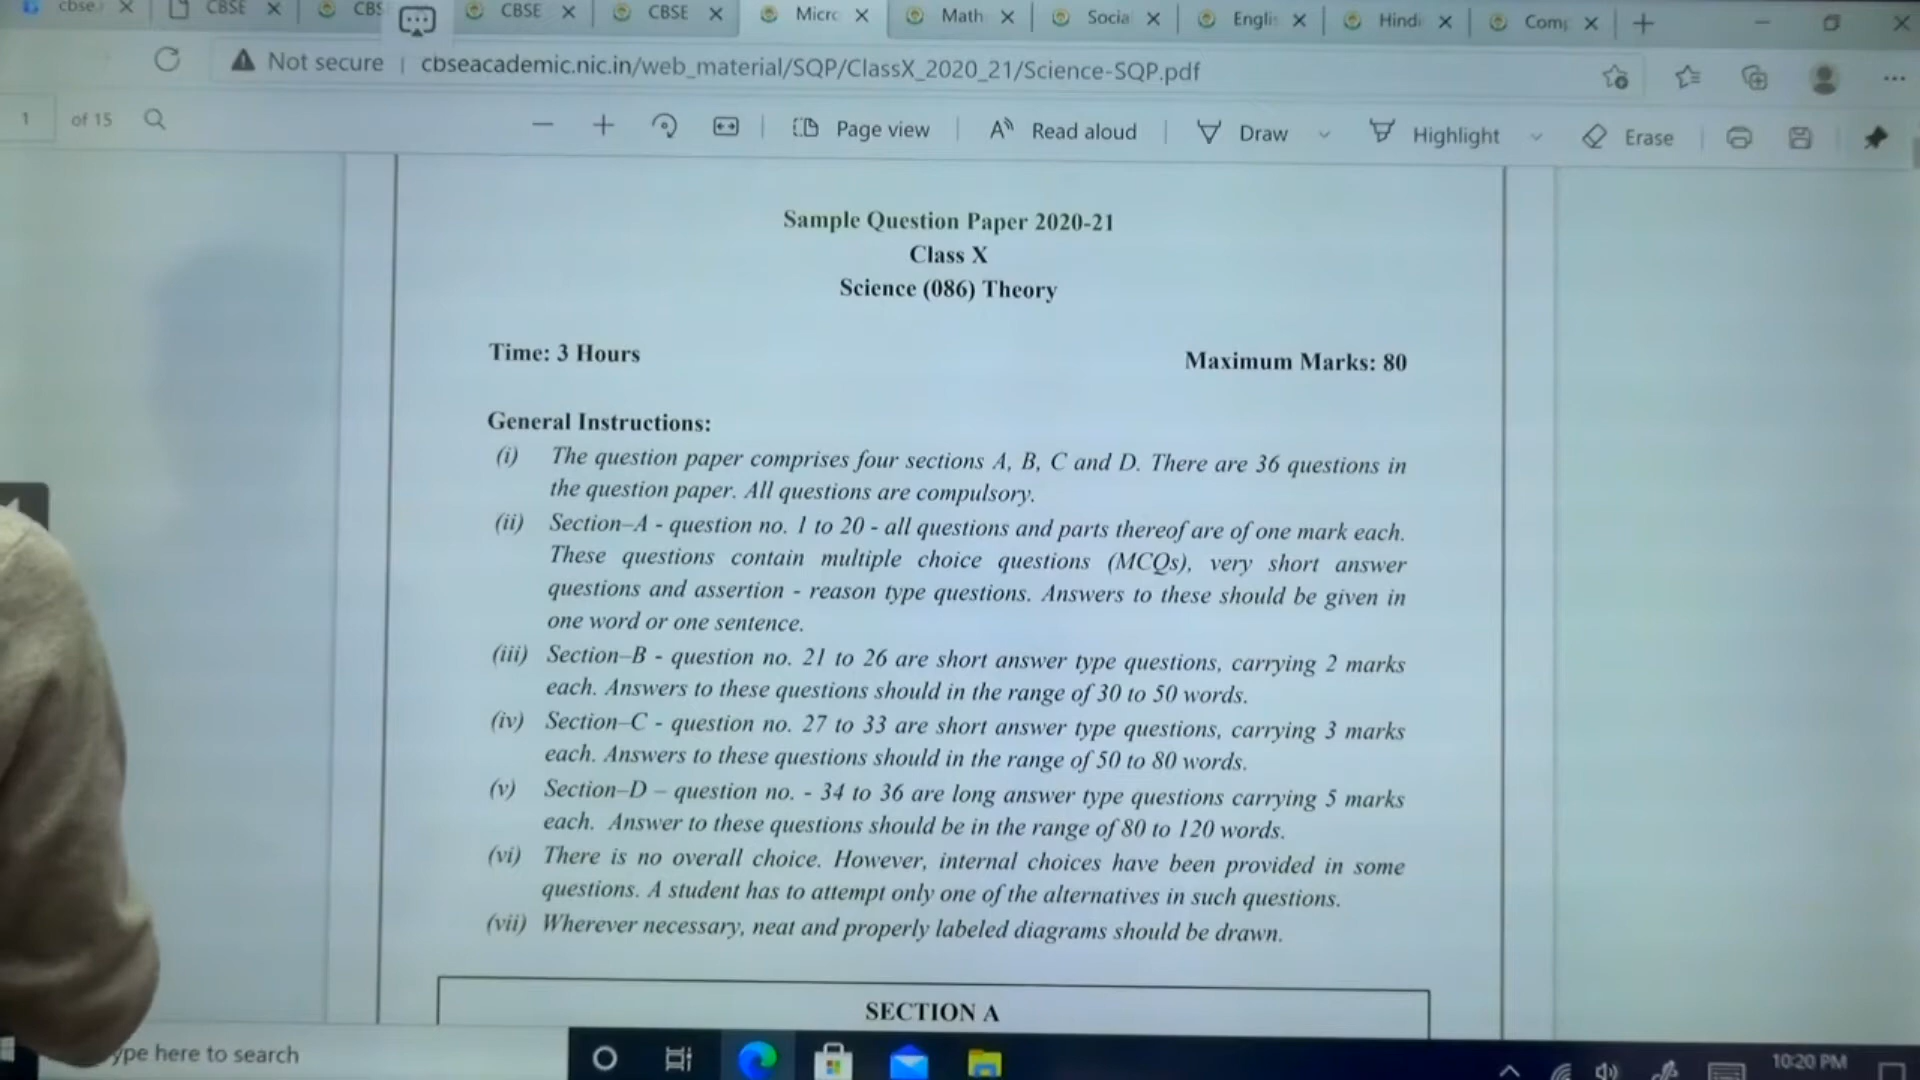 cbse
CBSE
CBS
CBSE
CBSE
Micro
Math
Socia
Englis
Hindi
Comp
Not secure | cbseacademic.nic.in/web_material/SQP/ClassX_2020_21/Science-SQP.pdf
1 of 15
Page view
Read aloud
Draw
Highlight
Erase
Sample Question Paper 2020-21
Class X
Science (086) Theory
Time: 3 Hours
Maximum Marks: 80
General Instructions:
(i) The question paper comprises four sections A, B, C and D. There are 36 questions in
the question paper. All questions are compulsory.
(ii) Section–A - question no. 1 to 20 - all questions and parts thereof are of one mark each.
These questions contain multiple choice questions (MCQs), very short answer
questions and assertion - reason type questions. Answers to these should be given in
one word or one sentence.
(iii) Section–B - question no. 21 to 26 are short answer type questions, carrying 2 marks
each. Answers to these questions should in the range of 30 to 50 words.
(iv) Section–C - question no. 27 to 33 are short answer type questions, carrying 3 marks
each. Answers to these questions should in the range of 50 to 80 words.
(v) Section–D – question no. - 34 to 36 are long answer type questions carrying 5 marks
each. Answer to these questions should be in the range of 80 to 120 words.
(vi) There is no overall choice. However, internal choices have been provided in some
questions. A student has to attempt only one of the alternatives in such questions.
(vii) Wherever necessary, neat and properly labeled diagrams should be drawn.
SECTION A
ype here to search
10:20 PM